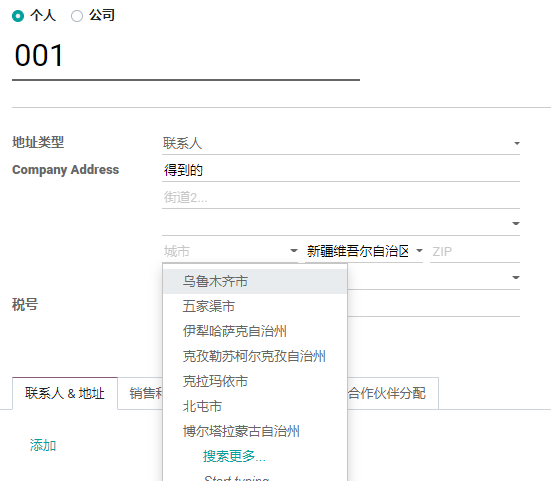 个人 公司
001
地址类型 联系人
Company Address 得到的
街道2...
城市 新疆维吾尔自治区 ZIP
乌鲁木齐市
税号 五家渠市
伊犁哈萨克自治州
克孜勒苏柯尔克孜自治州
克拉玛依市
联系人 & 地址 销售和 合作伙伴分配
北屯市
博尔塔拉蒙古自治州
添加 搜索更多...
Start typing